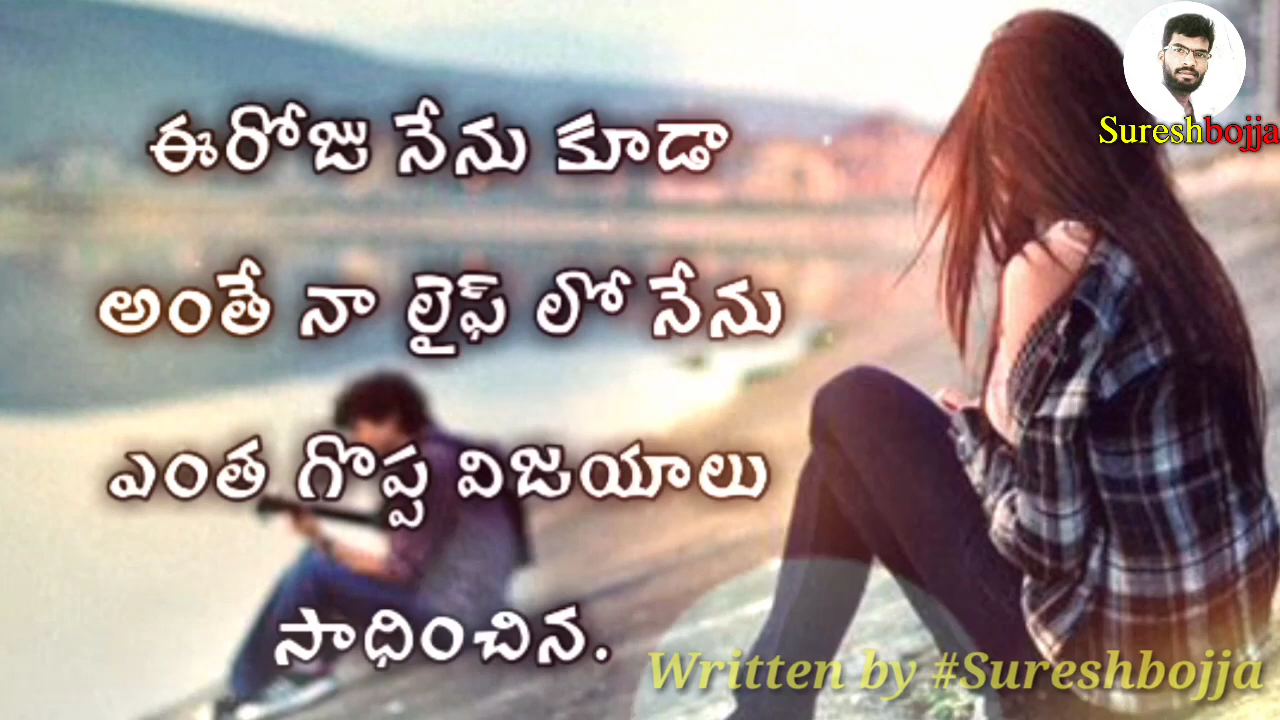 Sureshbojja
ఈరోజు నేను కూడా
అంతే నా లైఫ్ లో నేను
ఎంత గొప్ప విజయాలు
సాధించిన.
Written by #Sureshbojja